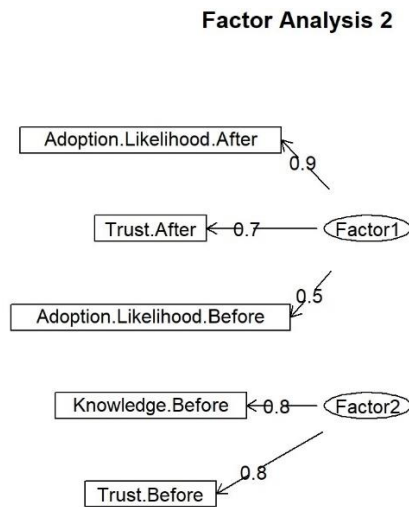 Factor Analysis 2
Adoption.Likelihood.After
0.9
Trust.After
0.7
Factor1
0.5
Adoption.Likelihood.Before
Knowledge.Before
0.8
Factor2
0.8
Trust.Before